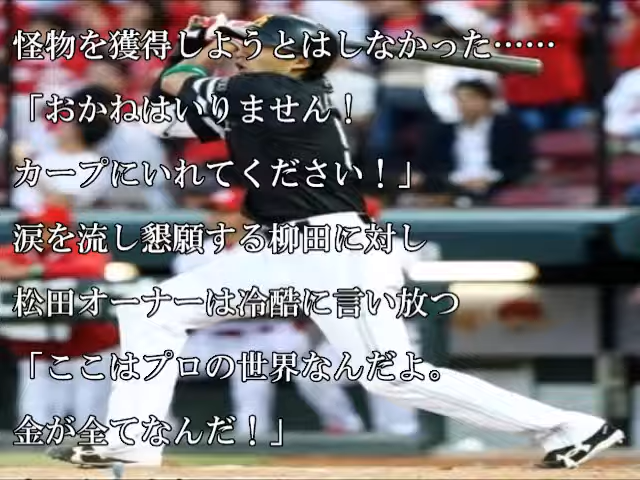 怪物を獲得しようとはしなかった……
「おかねはいりません！
カープにいれてください！」
涙を流し懇願する柳田に対し
松田オーナーは冷酷に言い放つ
「ここはプロの世界なんだよ。
金が全てなんだ！」